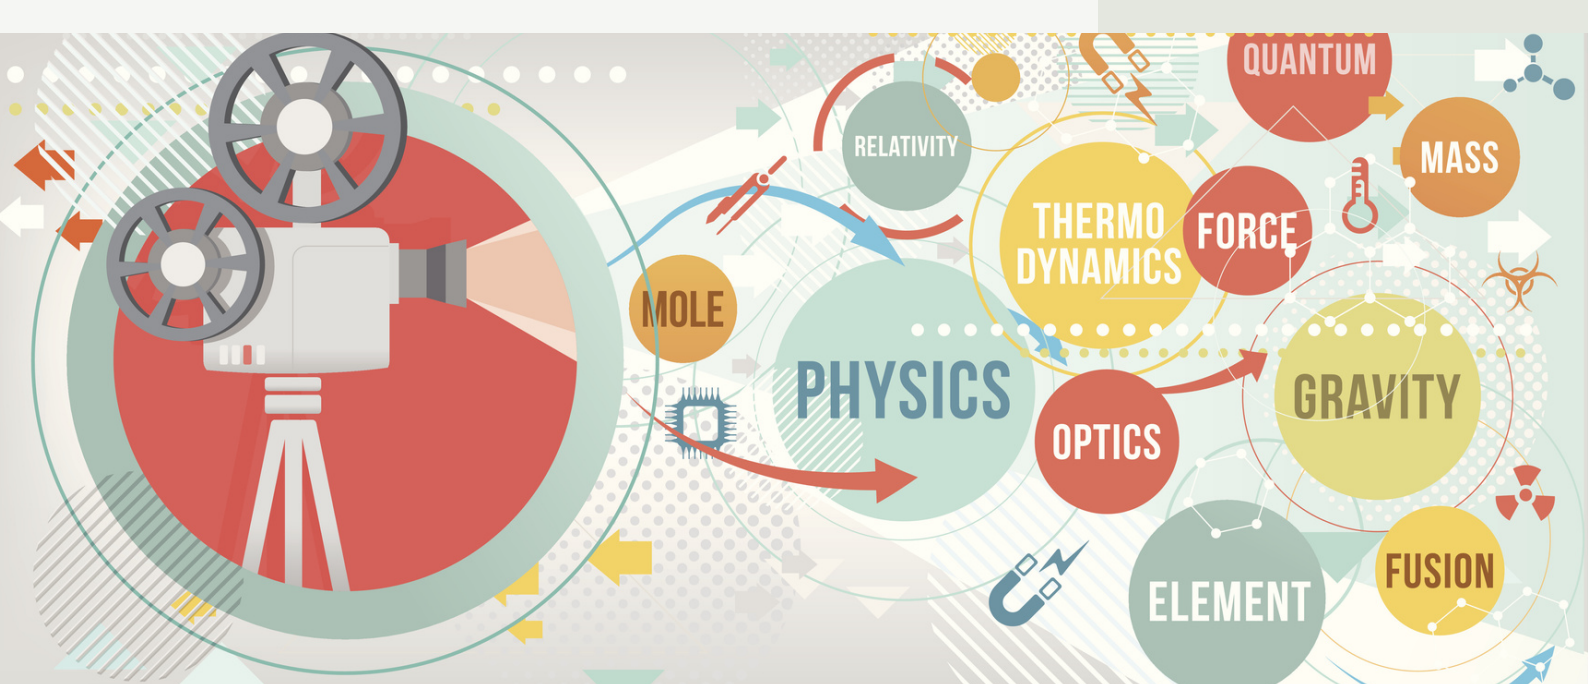 QUANTUM
RELATIVITY
MASS
THERMO
DYNAMICS
FORCE
MOLE
PHYSICS
GRAVITY
OPTICS
FUSION
ELEMENT